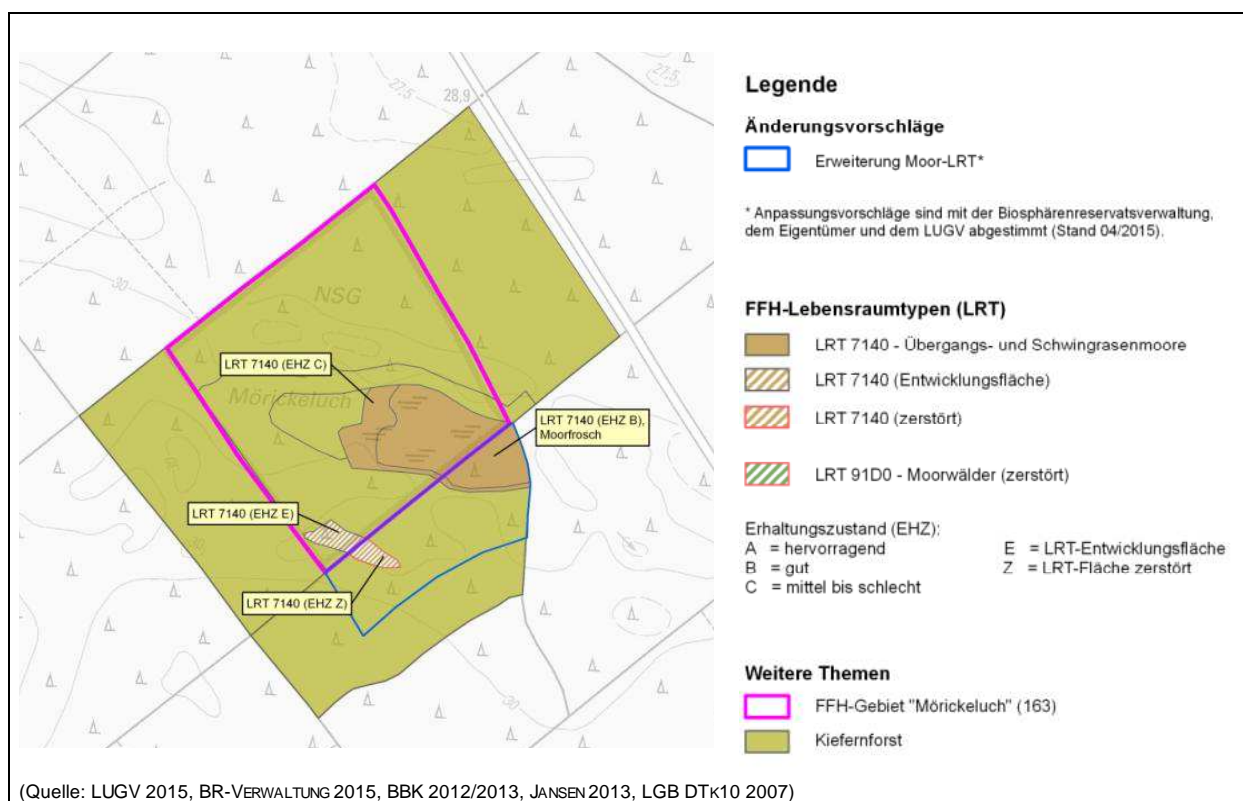 27,5
27,5
28,9
30
NSG
Möricke­luch
LRT 7140 (EHZ C)
LRT 7140 (EHZ B),
Moorfrosch
LRT 7140 (EHZ E)
LRT 7140 (EHZ Z)
30
30
Legende
Änderungsvorschläge
Erweiterung Moor-LRT*
* Anpassungsvorschläge sind mit der Biosphärenreservatsverwaltung,
dem Eigentümer und dem LUGV abgestimmt (Stand 04/2015).
FFH-Lebensraumtypen (LRT)
LRT 7140 - Übergangs- und Schwingrasenmoore
LRT 7140 (Entwicklungsfläche)
LRT 7140 (zerstört)
LRT 91D0 - Moorwälder (zerstört)
Erhaltungszustand (EHZ):
A = hervorragend E = LRT-Entwicklungsfläche
B = gut Z = LRT-Fläche zerstört
C = mittel bis schlecht
Weitere Themen
FFH-Gebiet "Mörickeluch" (163)
Kiefernforst
(Quelle: LUGV 2015, BR-VERWALTUNG 2015, BBK 2012/2013, JANSEN 2013, LGB DTK10 2007)